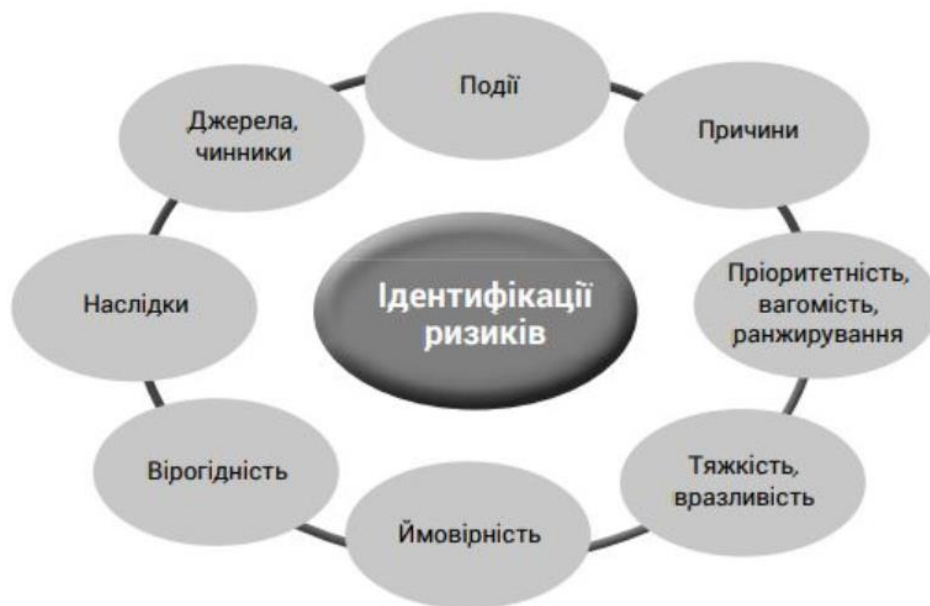 Події
Джерела,
чинники
Причини
Наслідки
Ідентифікації
ризиків
Пріоритетність,
вагомість,
ранжирування
Вірогідність
Тяжкість,
вразливість
Ймовірність